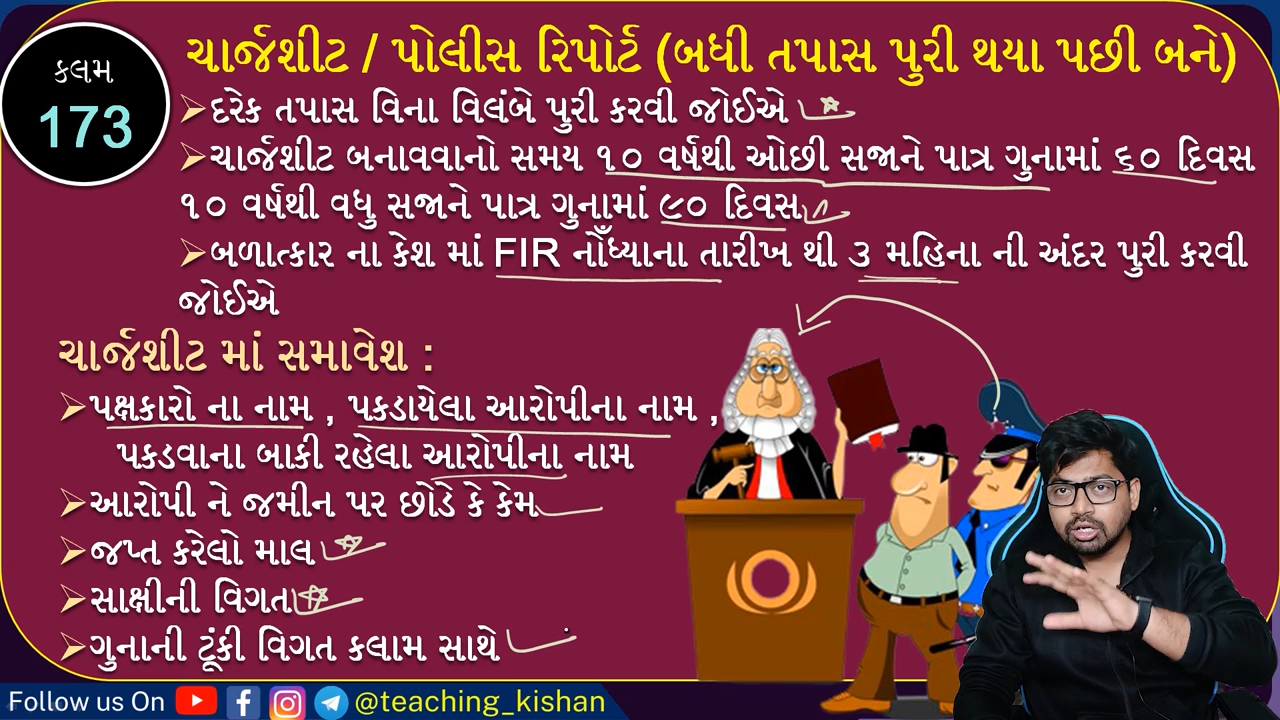 કલમ
173
ચાર્જશીટ / પોલીસ રિપોર્ટ (બધી તપાસ પુરી થયા પછી બને)
➢દરેક તપાસ વિના વિલંબે પુરી કરવી જોઈએ
➢ચાર્જશીટ બનાવવાનો સમય ૧૦ વર્ષથી ઓછી સજાને પાત્ર ગુનામાં ૬૦ દિવસ
૧૦ વર્ષથી વધુ સજાને પાત્ર ગુનામાં ૯૦ દિવસ
➢બળાત્કાર ના કેશ માં FIR નોઁધ્યાના તારીખ થી ૩ મહિના ની અંદર પુરી કરવી
જોઈએ
ચાર્જશીટ માં સમાવેશ :
➢પક્ષકારો ના નામ , પકડાયેલા આરોપીના નામ ,
પકડવાના બાકી રહેલા આરોપીના નામ
➢આરોપી ને જમીન પર છોડે કે કેમ
➢જપ્ત કરેલો માલ
➢સાક્ષીની વિગત
➢ગુનાની ટૂંકી વિગત કલામ સાથે
Follow us On @teaching_kishan